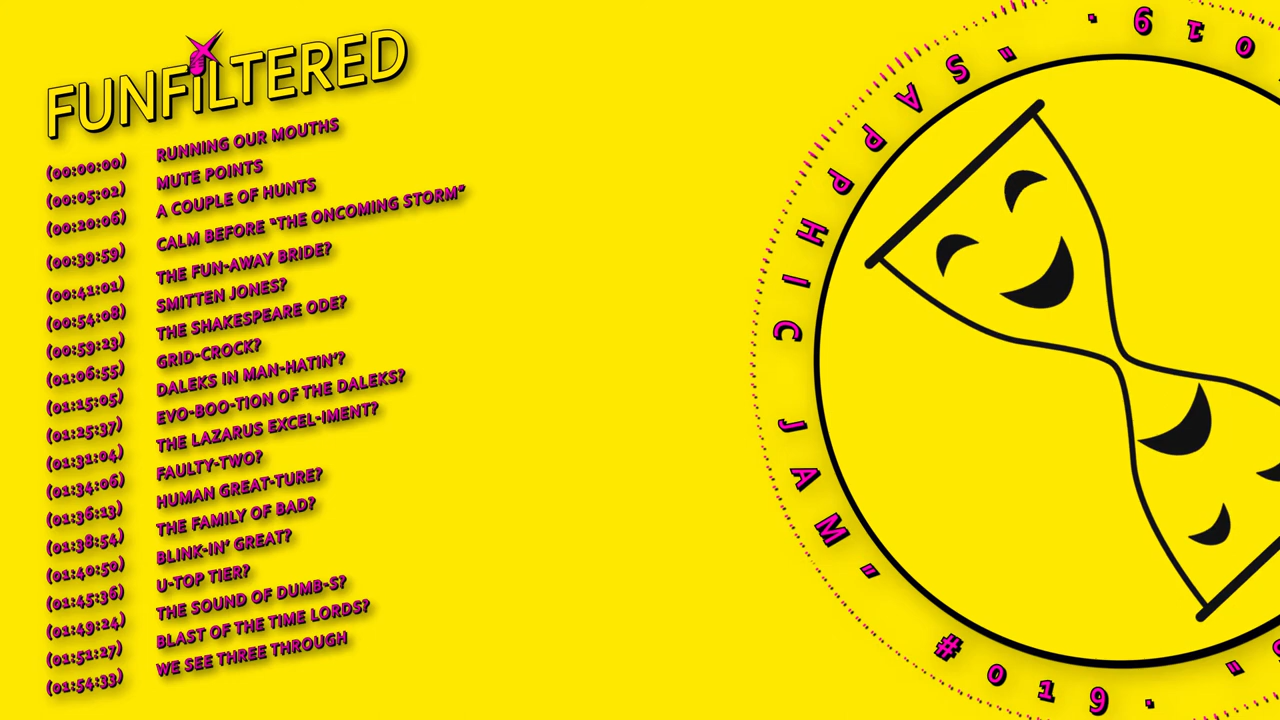 FUNFiLTERED
(00:00:00) RUNNING OUR MOUTHS
(00:05:02) MUTE POINTS
(00:20:06) A COUPLE OF HUNTS
(00:39:59) CALM BEFORE "THE ONCOMING STORM"
(00:41:01) THE FUN-AWAY BRIDE?
(00:54:08) SMITTEN JONES?
(00:59:23) THE SHAKESPEARE ODE?
(01:06:55) GRID-CROCK?
(01:15:05) DALEKS IN MAN-HATIN'?
(01:25:37) EVO-BOO-TION OF THE DALEKS?
(01:31:04) THE LAZARUS EXCEL-IMENT?
(01:34:06) FAULTY-TWO?
(01:36:13) HUMAN GREAT-TURE?
(01:38:54) THE FAMILY OF BAD?
(01:40:50) BLINK-IN' GREAT?
(01:45:36) U-TOP TIER?
(01:49:24) THE SOUND OF DUMB-S?
(01:51:27) BLAST OF THE TIME LORDS?
(01:54:33) WE SEE THREE THROUGH
#019 · "
"SAPPHIC JAM" · #019 ·